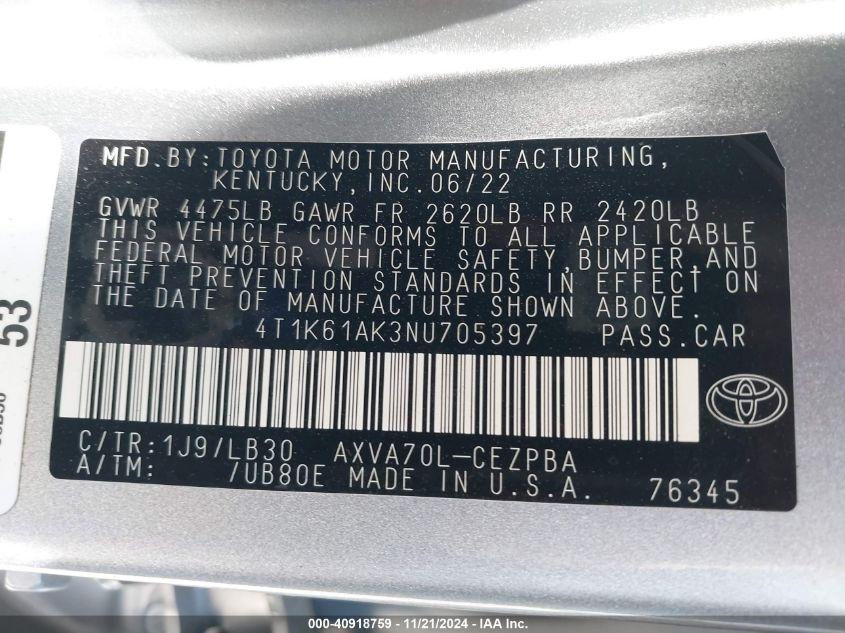 MFD.BY:TOYOTA MOTOR MANUFACTURING,
KENTUCKY,INC.06/22
GVWR 4475LB GAWR FR 2620LB RR 2420LB
THIS VEHICLE CONFORMS TO ALL APPLICABLE
FEDERAL MOTOR VEHICLE SAFETY,BUMPER,AND
THEFT PREVENTION STANDARDS IN EFFECT ON
THE DATE OF MANUFACTURE SHOWN ABOVE.
4T1K61AK3NU705397 PASS.CAR
C/TR:1J9/LB30 AXVA70L-CEZPBA
A/TM: /UB80E MADE IN U.S.A. 76345
53
000-40918759 - 11/21/2024 - IAA Inc.